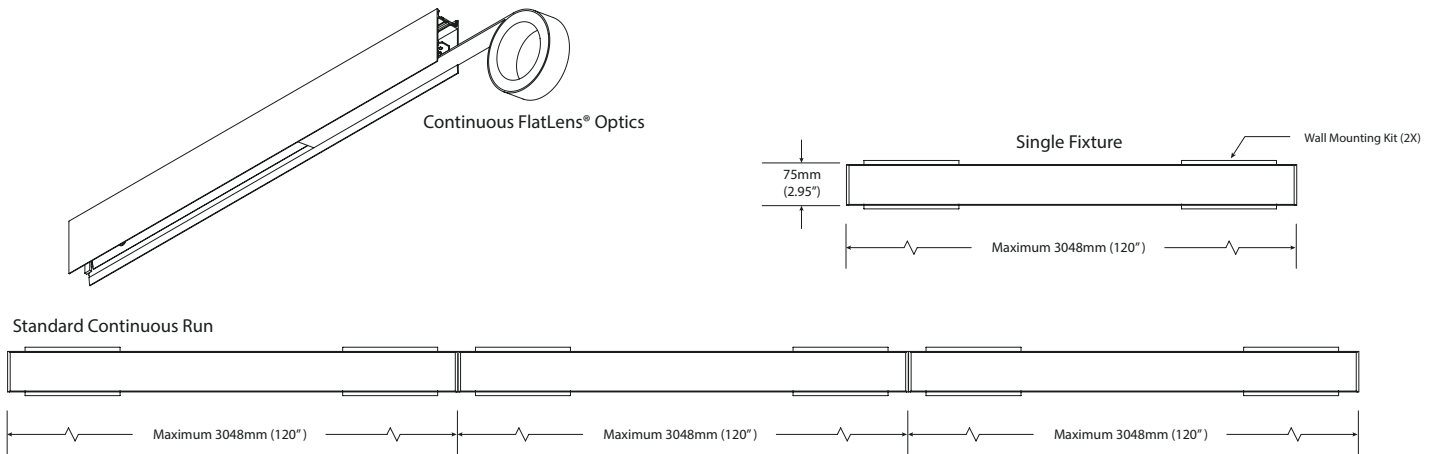 Continuous FlatLens® Optics
Single Fixture
Wall Mounting Kit (2X)
75mm
(2.95”)
Maximum 3048mm (120”)
Standard Continuous Run
Maximum 3048mm (120”)
Maximum 3048mm (120”)
Maximum 3048mm (120”)